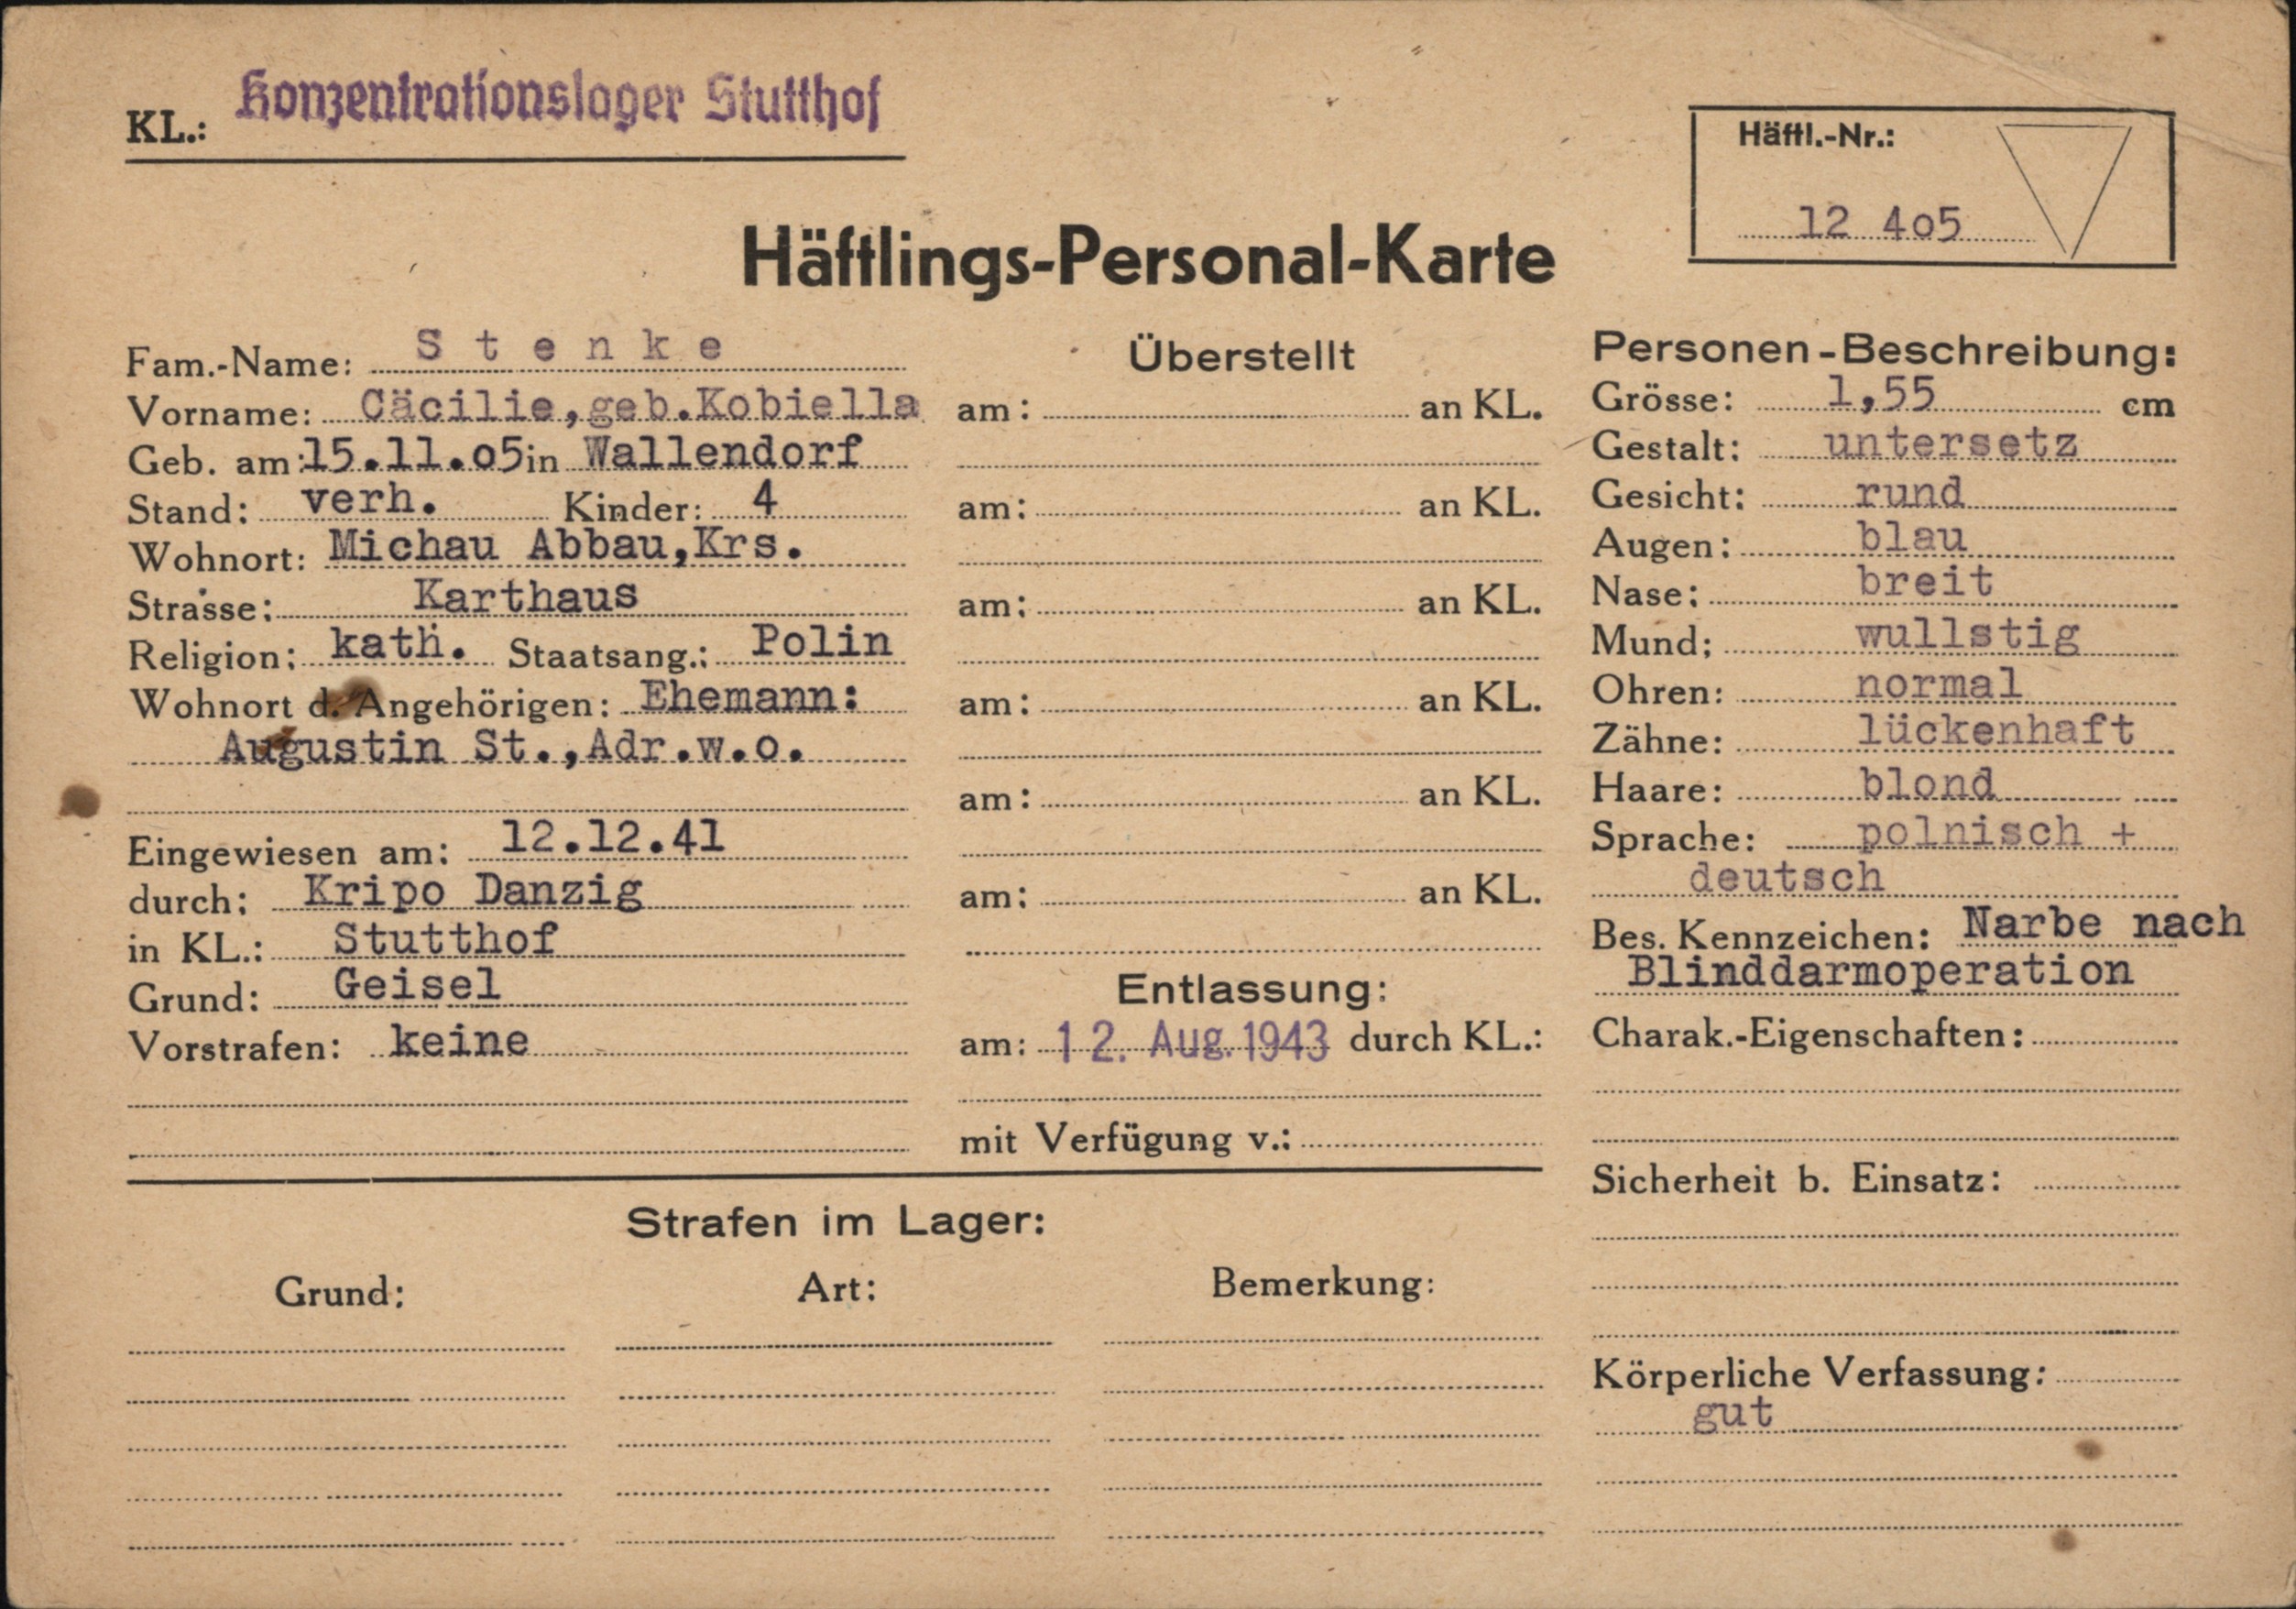 KL.: Konzentrationslager Stutthof
Häftl.-Nr.:
12 4o5
Häftlings-Personal-Karte
Fam.-Name: Stenke
Vorname: Cäcilie,geb.Kobiella
Geb. am: 15.11.o5 in Wallendorf
Stand: verh. Kinder: 4
Wohnort: Michau Abbau,Krs.
Strasse: Karthaus
Religion: kath. Staatsang.: Polin
Wohnort d. Angehörigen: Ehemann:
Augustin St.,Adr.w.o.
Eingewiesen am: 12.12.41
durch: Kripo Danzig
in KL.: Stutthof
Grund: Geisel
Vorstrafen: keine
Überstellt
am: an KL.
am: an KL.
am: an KL.
am: an KL.
am: an KL.
am: an KL.
Entlassung:
am: 12. Aug. 1943 durch KL.:
mit Verfügung v.:
Personen-Beschreibung:
Grösse: 1,55 cm
Gestalt: untersetz
Gesicht: rund
Augen: blau
Nase: breit
Mund: wullstig
Ohren: normal
Zähne: lückenhaft
Haare: blond
Sprache: polnisch +
deutsch
Bes. Kennzeichen: Narbe nach
Blinddarmoperation
Charak.-Eigenschaften:
Sicherheit b. Einsatz:
Körperliche Verfassung:
gut
Strafen im Lager:
Grund: Art: Bemerkung: